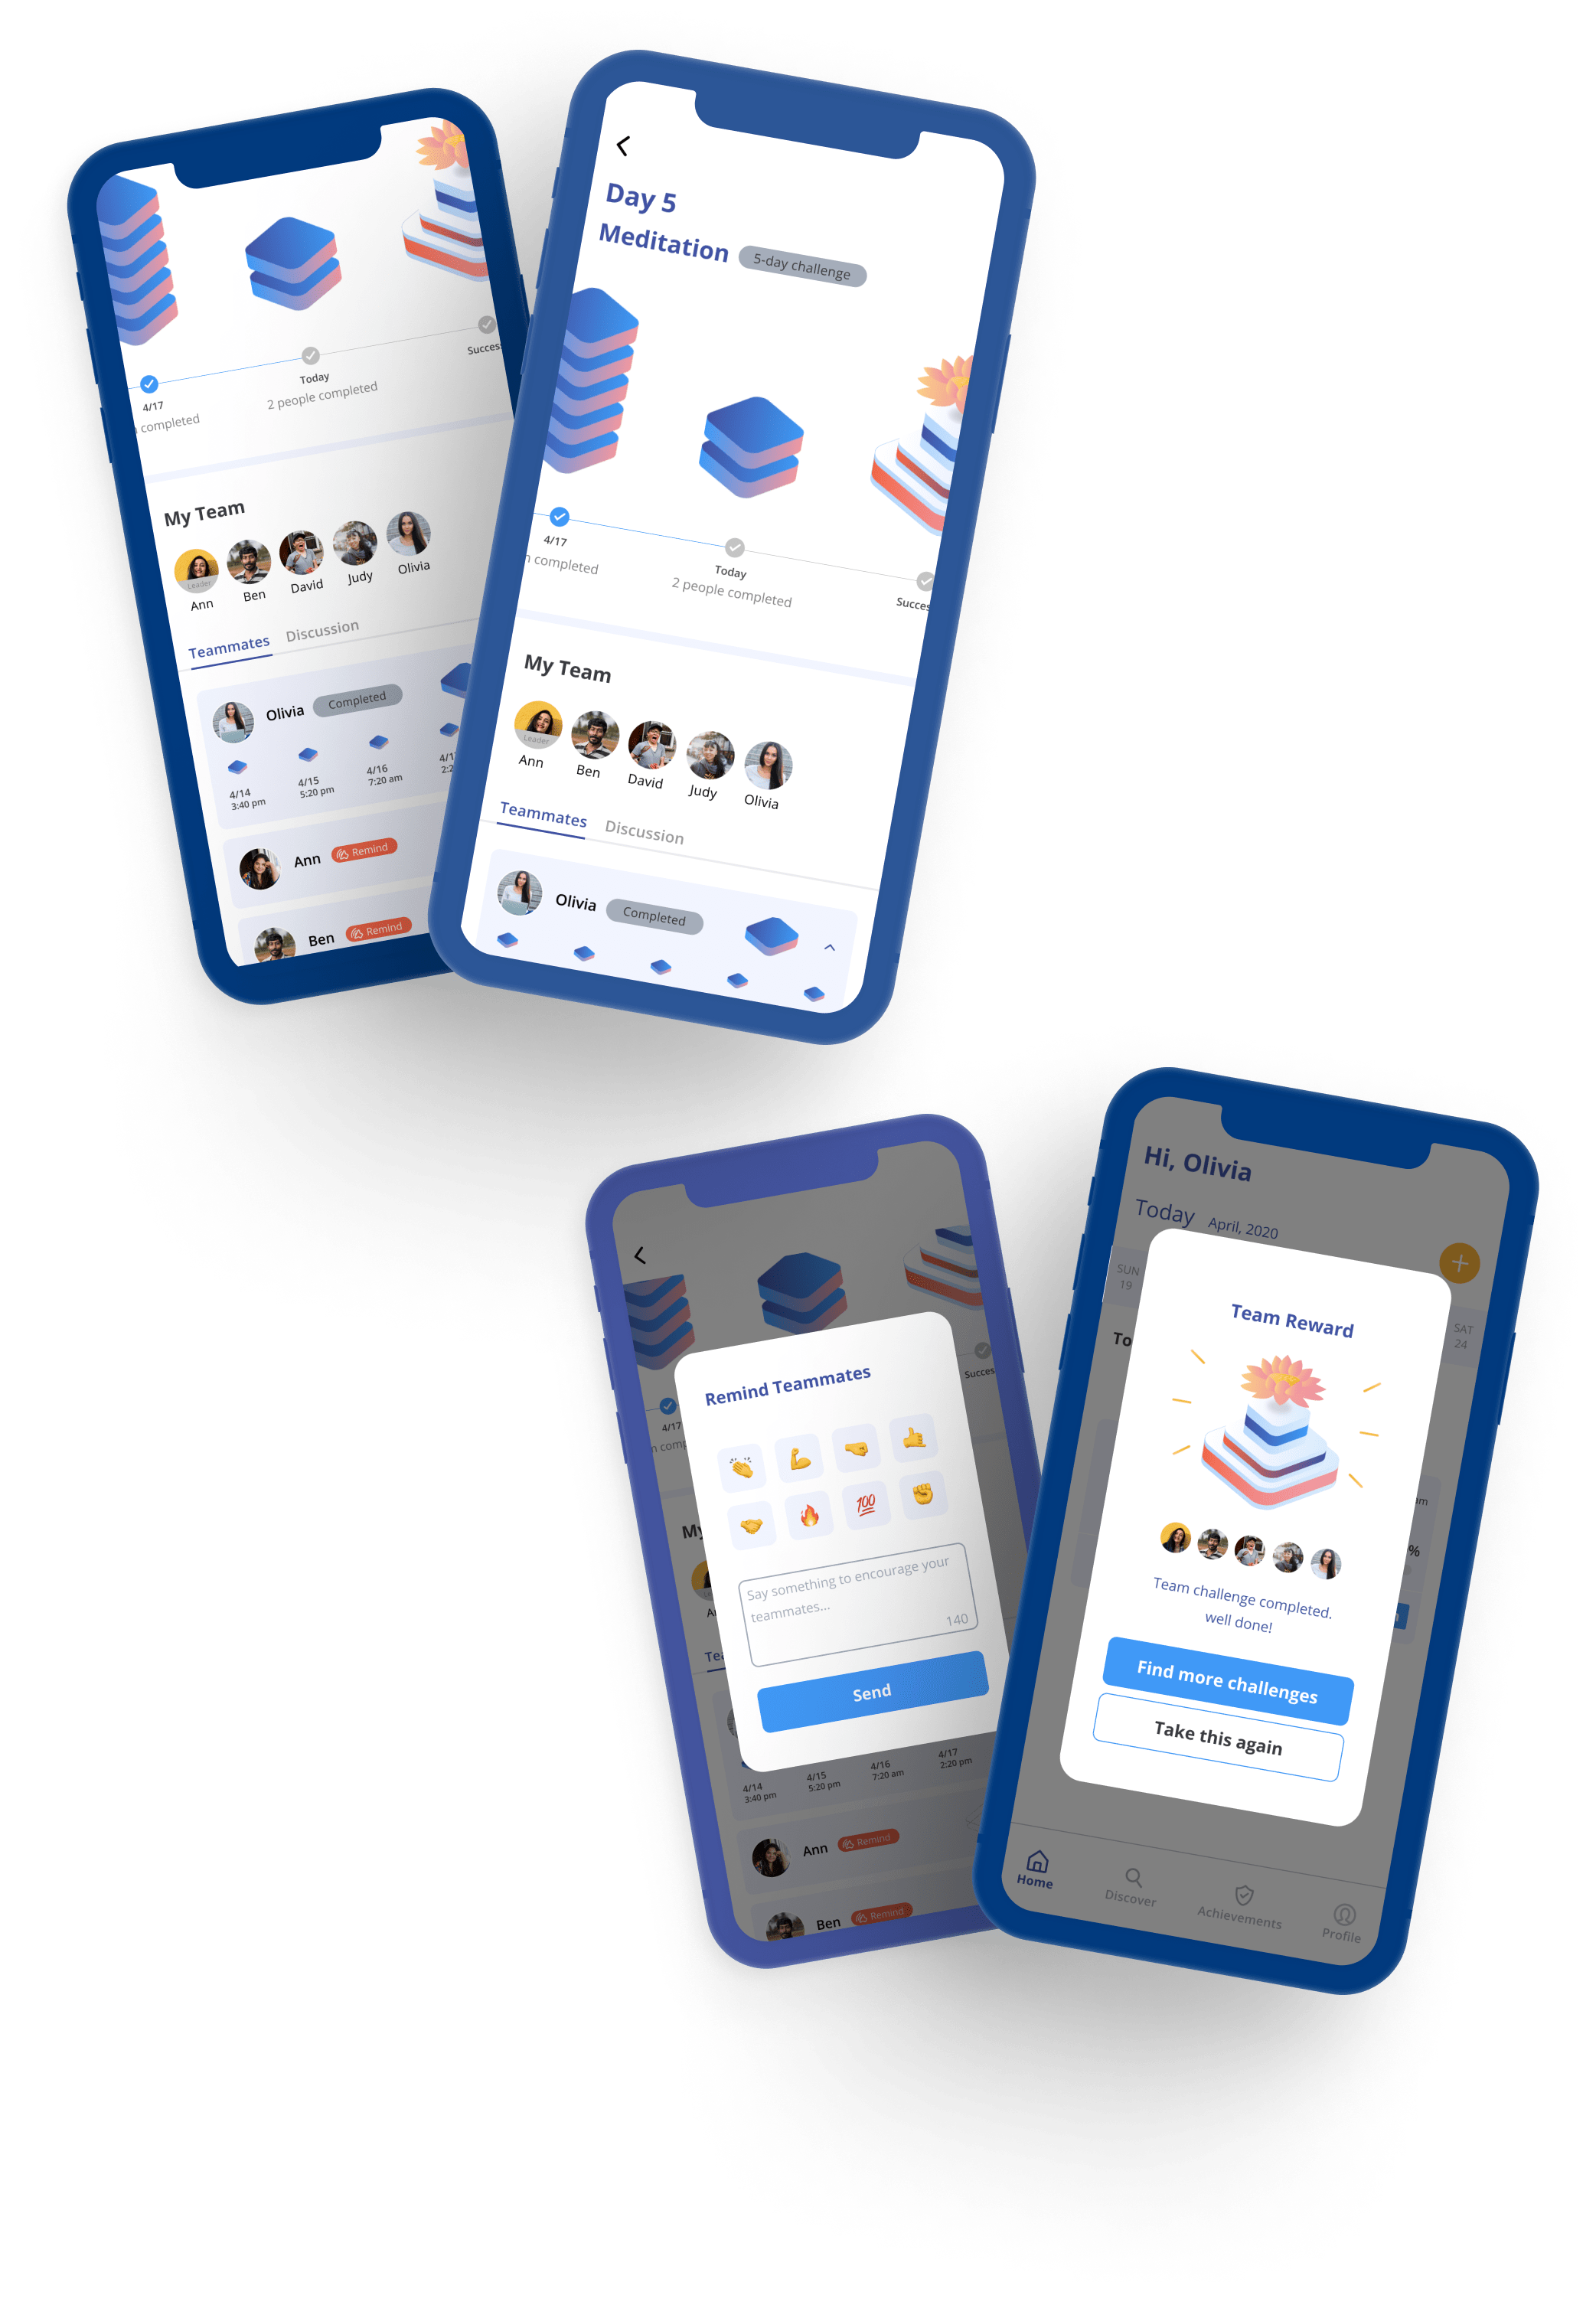 4/17
completed
Today
2 people completed
Success
My Team
Leader
Ann
Ben
David
Judy
Olivia
Teammates
Discussion
Olivia
Completed
4/14
3:40 pm
4/15
5:20 pm
4/16
7:20 am
Ann
Remind
Ben
Remind
Day 5
Meditation
5-day challenge
4/17
completed
Today
2 people completed
Succes
My Team
Leader
Ann
Ben
David
Judy
Olivia
Teammates
Discussion
Olivia
Completed
4/17
Succes
Remind Teammates
💯
Say something to encourage your
teammates...
140
Send
4/14
3:40 pm
4/15
5:20 pm
4/16
7:20 am
4/17
2:20 pm
Ann
Remind
Ben
Remind
Hi, Olivia
Today
April, 2020
SUN
19
SAT
24
To
am
%
Team Reward
Team challenge completed.
well done!
Find more challenges
Take this again
Home
Discover
Achievements
Profile